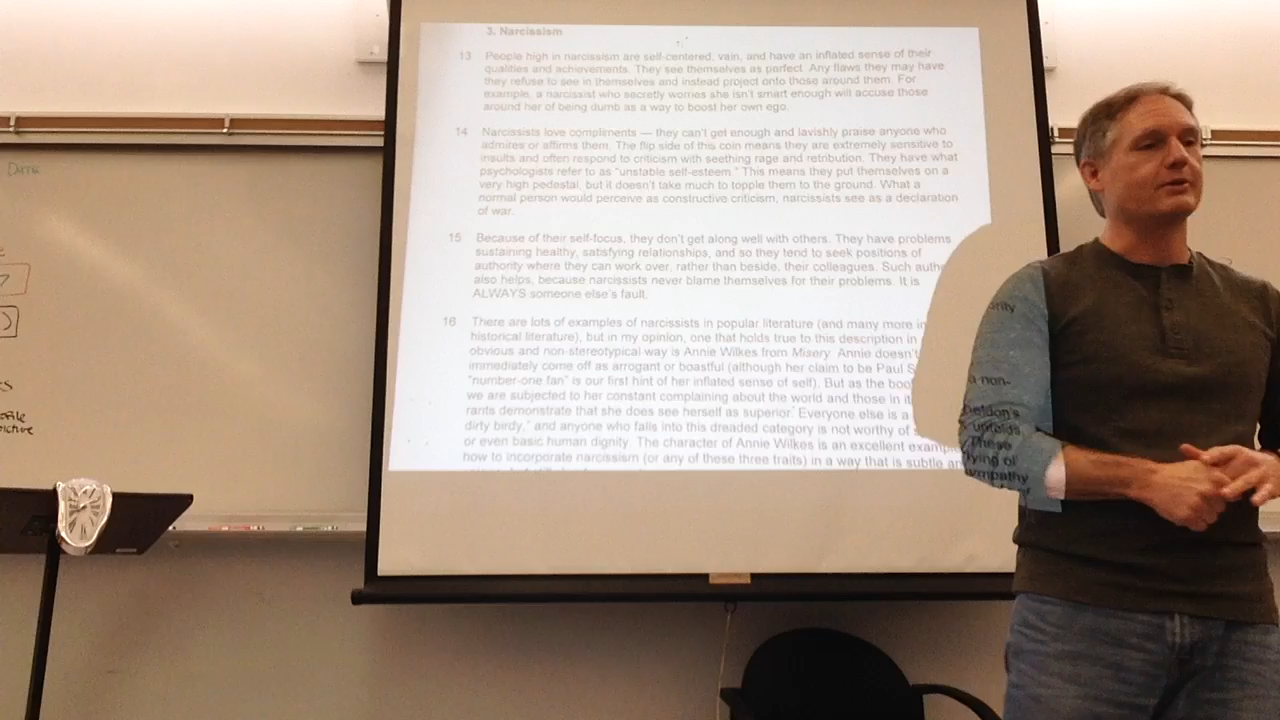 Date
3. Narcissism
13 People high in narcissism are self-centered, vain, and have an inflated sense of their
qualities and achievements. They see themselves as perfect. Any flaws they may have
they refuse to see in themselves and instead project onto those around them. For
example, a narcissist who secretly worries she isn't smart enough will accuse those
around her of being dumb as a way to boost her own ego.
14 Narcissists love compliments — they can't get enough and lavishly praise anyone who
admires or affirms them. The flip side of this coin means they are extremely sensitive to
insults and often respond to criticism with seething rage and retribution. They have what
psychologists refer to as "unstable self-esteem." This means they put themselves on a
very high pedestal, but it doesn't take much to topple them to the ground. What a
normal person would perceive as constructive criticism, narcissists see as a declaration
of war.
15 Because of their self-focus, they don't get along well with others. They have problems
sustaining healthy, satisfying relationships, and so they tend to seek positions of
authority where they can work over, rather than beside, their colleagues. Such autho
also helps, because narcissists never blame themselves for their problems. It is
ALWAYS someone else's fault.
16 There are lots of examples of narcissists in popular literature (and many more in
historical literature), but in my opinion, one that holds true to this description in
obvious and non-stereotypical way is Annie Wilkes from Misery. Annie doesn't
immediately come off as arrogant or boastful (although her claim to be Paul S
"number-one fan" is our first hint of her inflated sense of self). But as the boo
we are subjected to her constant complaining about the world and those in it
rants demonstrate that she does see herself as superior. Everyone else is a
dirty birdy," and anyone who falls into this dreaded category is not worthy of
or even basic human dignity. The character of Annie Wilkes is an excellent examp
how to incorporate narcissism (or any of these three traits) in a way that is subtle an
arity
a non-
heldon's
unfolds
These
lying ol'
ympathy